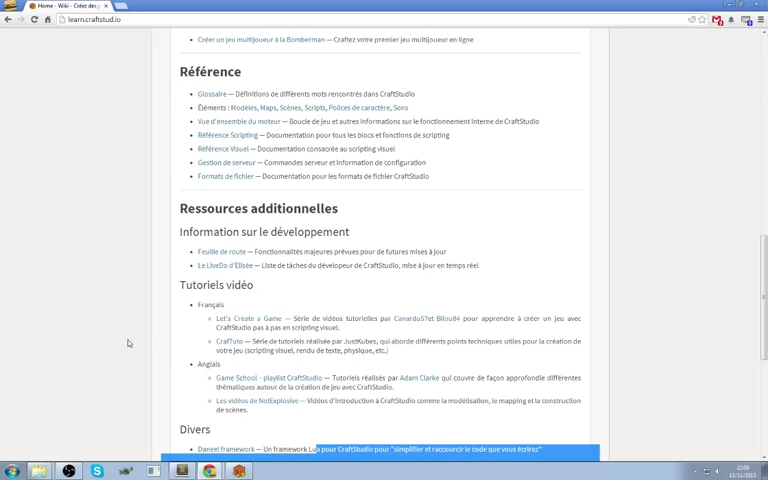 Home - Wiki - Créez des j
learn.craftstud.io
Créer un jeu multijoueur à la Bomberman — Craftez votre premier jeu multijoueur en ligne
Référence
Glossaire — Définitions de différents mots rencontrés dans CraftStudio
Éléments : Modèles, Maps, Scènes, Scripts, Polices de caractère, Sons
Vue d'ensemble du moteur — Boucle de jeu et autres informations sur le fonctionnement interne de CraftStudio
Référence Scripting — Documentation pour tous les blocs et fonctions de scripting
Référence Visuel — Documentation consacrée au scripting visuel
Gestion de serveur — Commandes serveur et information de configuration
Formats de fichier — Documentation pour les formats de fichier CraftStudio
Ressources additionnelles
Information sur le développement
Feuille de route — Fonctionnalités majeures prévues pour de futures mises à jour
Le LiveDo d'Elisée — Liste de tâches du dévelopeur de CraftStudio, mise à jour en temps réel
Tutoriels vidéo
Français
Let's Create a Game — Série de vidéos tutorielles par Canardu57et Bilou84 pour apprendre à créer un jeu avec
CraftStudio pas à pas en scripting visuel.
CrafTuto — Série de tutoriels réalisée par JustKubes, qui aborde différents points techniques utiles pour la création de
votre jeu (scripting visuel, rendu de texte, physique, etc.)
Anglais
Game School - playlist CraftStudio — Tutoriels réalisés par Adam Clarke qui couvre de façon approfondie différentes
thématiques autour de la création de jeu avec CraftStudio.
Les vidéos de NotExplosive — Vidéos d'introduction à CraftStudio comme la modélisation, le mapping et la construction
de scènes.
Divers
Daneel framework — Un framework Lua pour CraftStudio pour "simplifier et raccourcir le code que vous écrirez"
22:09
15/11/2013